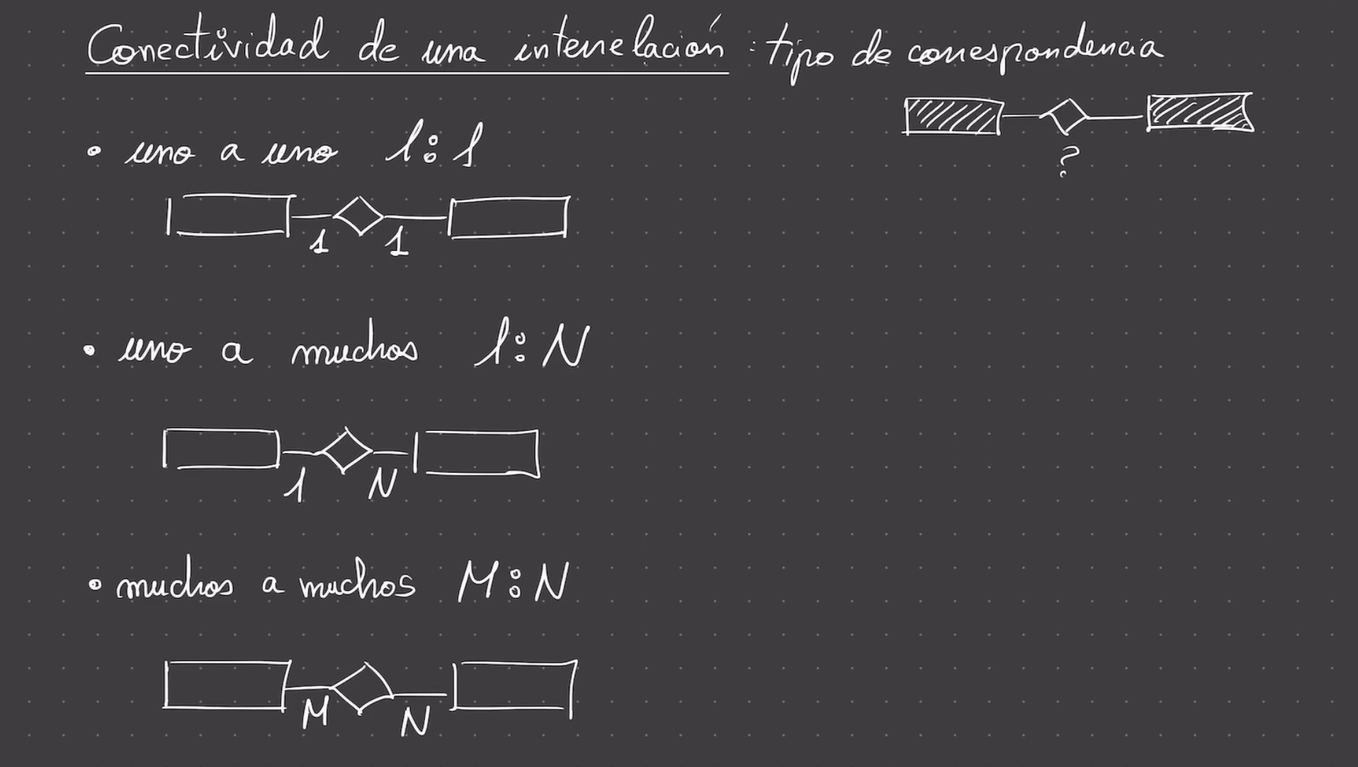 Conectividad de una interrelación : tipo de correspondencia
?
• uno a uno 1:1
1 1
• uno a muchos 1:N
1 N
• muchos a muchos M:N
M N